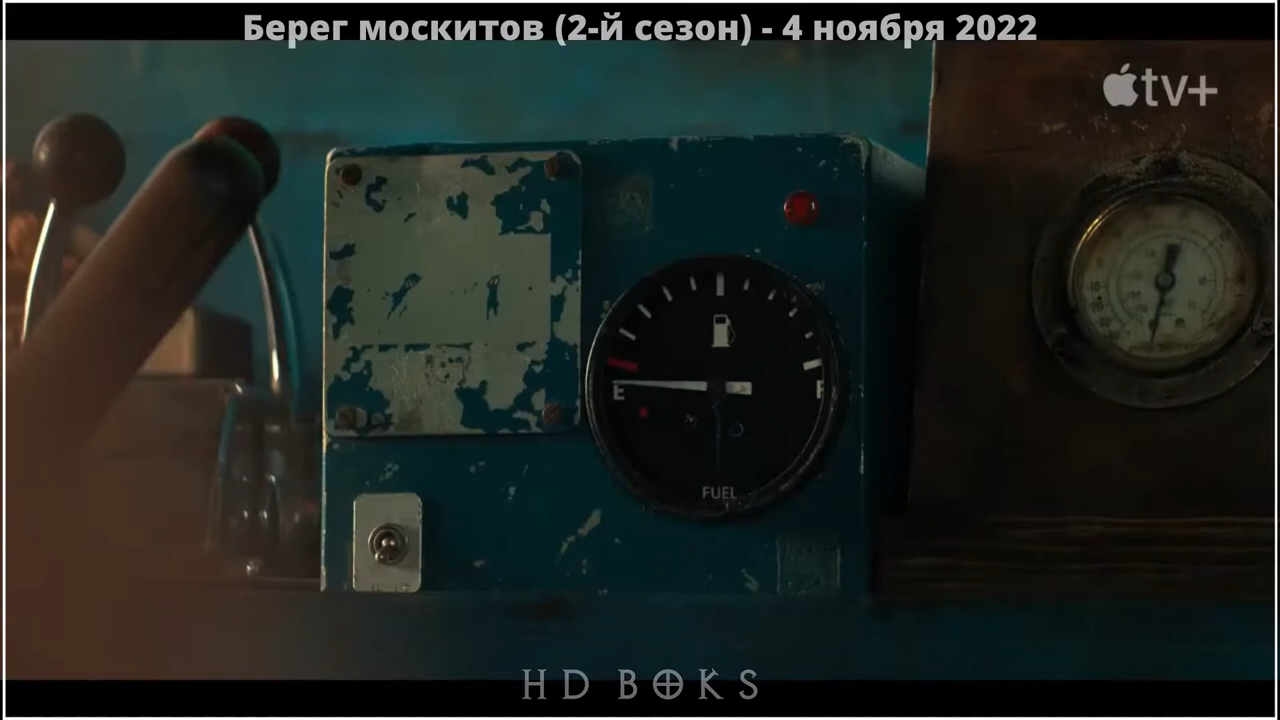 Берег москитов (2-й сезон) - 4 ноября 2022
tv+
E
F
FUEL
HD BOKS